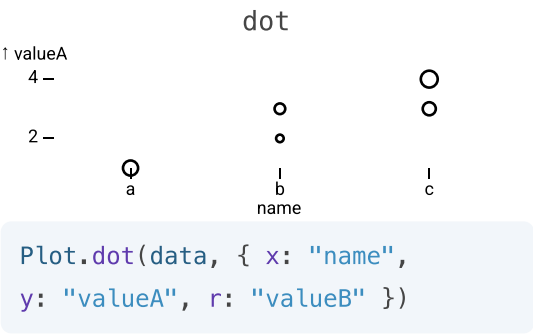 dot
↑ valueA
4
2
a b c
name
Plot.dot(data, { x: "name",
y: "valueA", r: "valueB" })